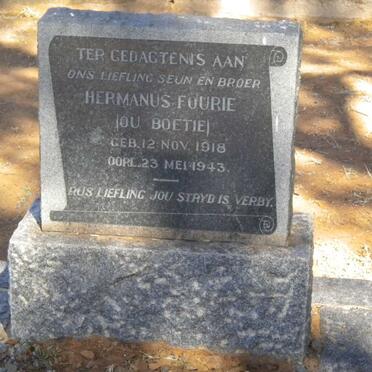 TER GEDAGTENIS AAN
ONS LIEFLING SEUN EN BROER
HERMANUS FOURIE
(OU BOETIE)
GEB. 12 NOV. 1918
OORL. 23 MEI 1943.
RUS LIEFLING JOU STRYD IS VERBY.